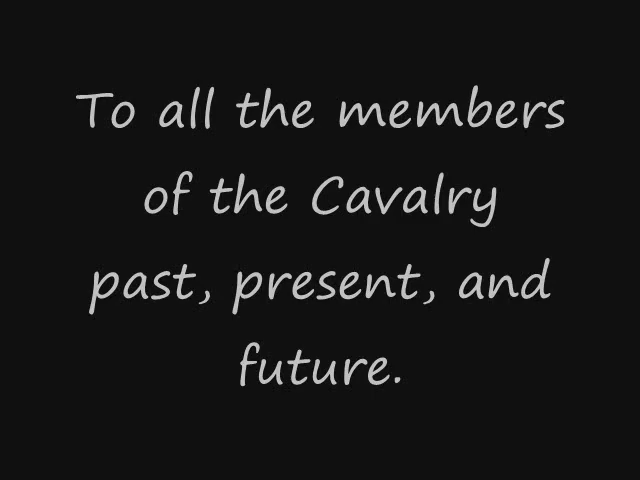 To all the members
of the Cavalry
past, present, and
future.